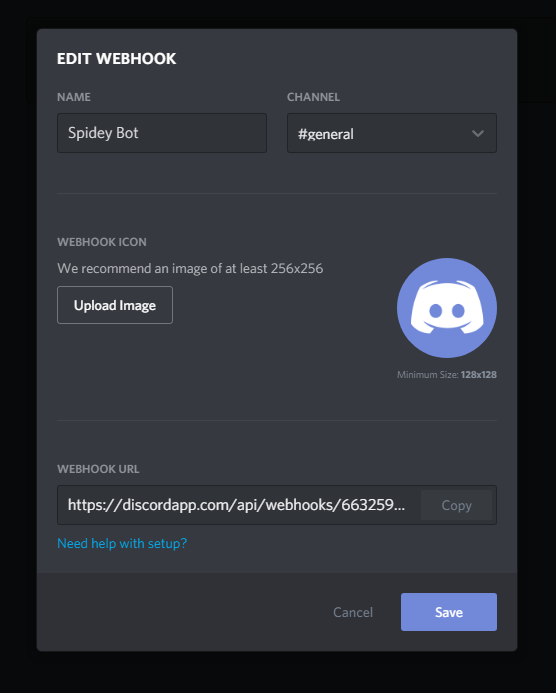 EDIT WEBHOOK
NAME
CHANNEL
Spidey Bot
#general
WEBHOOK ICON
We recommend an image of at least 256x256
Upload Image
Minimum Size: 128x128
WEBHOOK URL
https://discordapp.com/api/webhooks/663259...
Copy
Need help with setup?
Cancel
Save